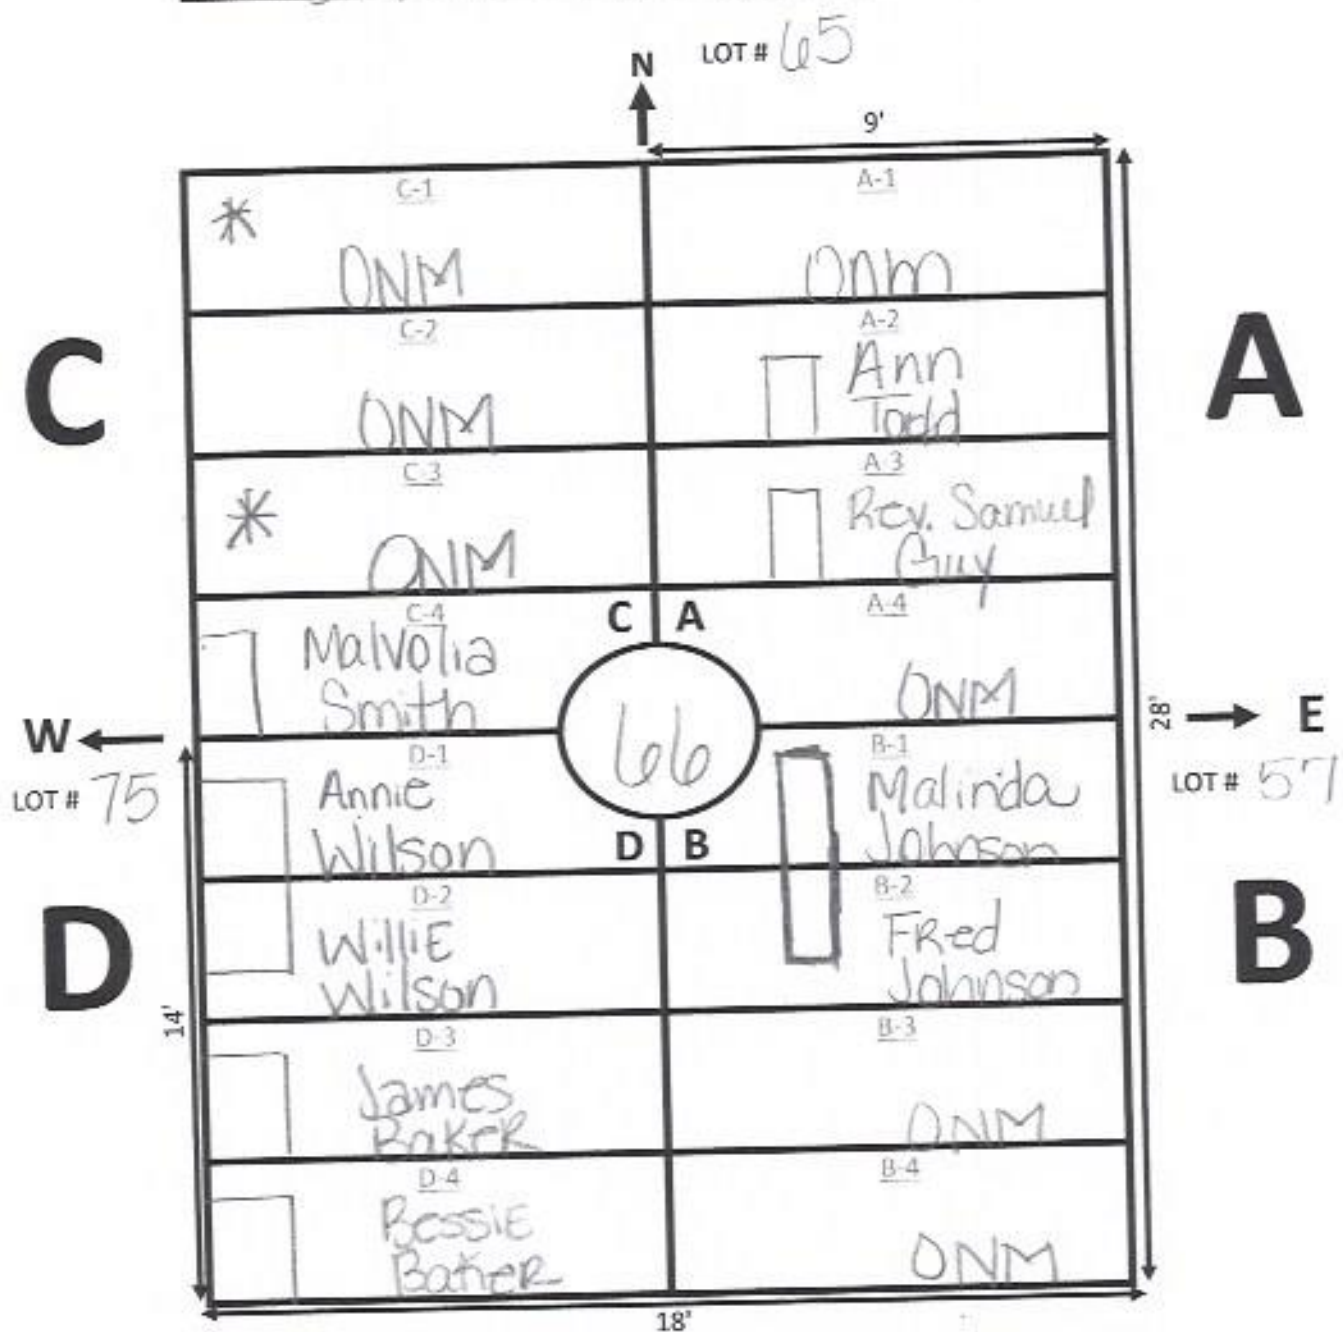 LOT # 65
N
9'
C-1
A-1
*
ONM
ONM
C-2
A-2
ONM
Ann
Todd
C-3
A-3
*
ONM
Rev. Samuel
Guy
C
A
C-4
A-4
Malvolia
Smith
C A
ONM
W
66
28'
E
LOT # 75
LOT # 57
D-1
B-1
Annie
Wilson
Malinda
Johnson
D B
D
B
D-2
B-2
Willie
Wilson
Fred
Johnson
14'
D-3
B-3
James
Baker
ONM
D-4
B-4
Bessie
Baker
ONM
18'